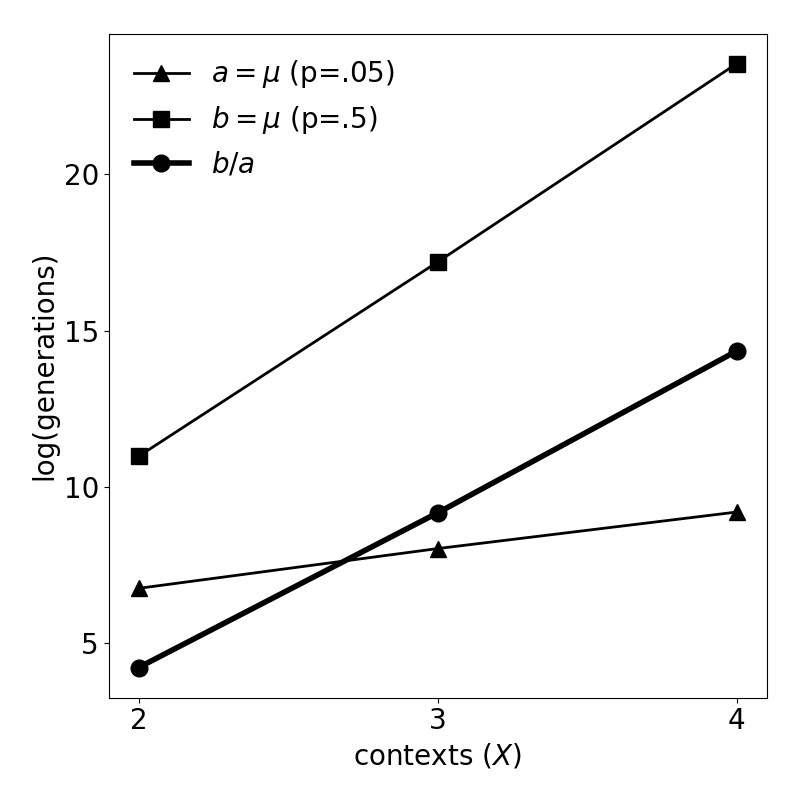 a = μ (p=.05)
b = μ (p=.5)
b/a
20
15
10
5
log(generations)
2 3 4
contexts (X)